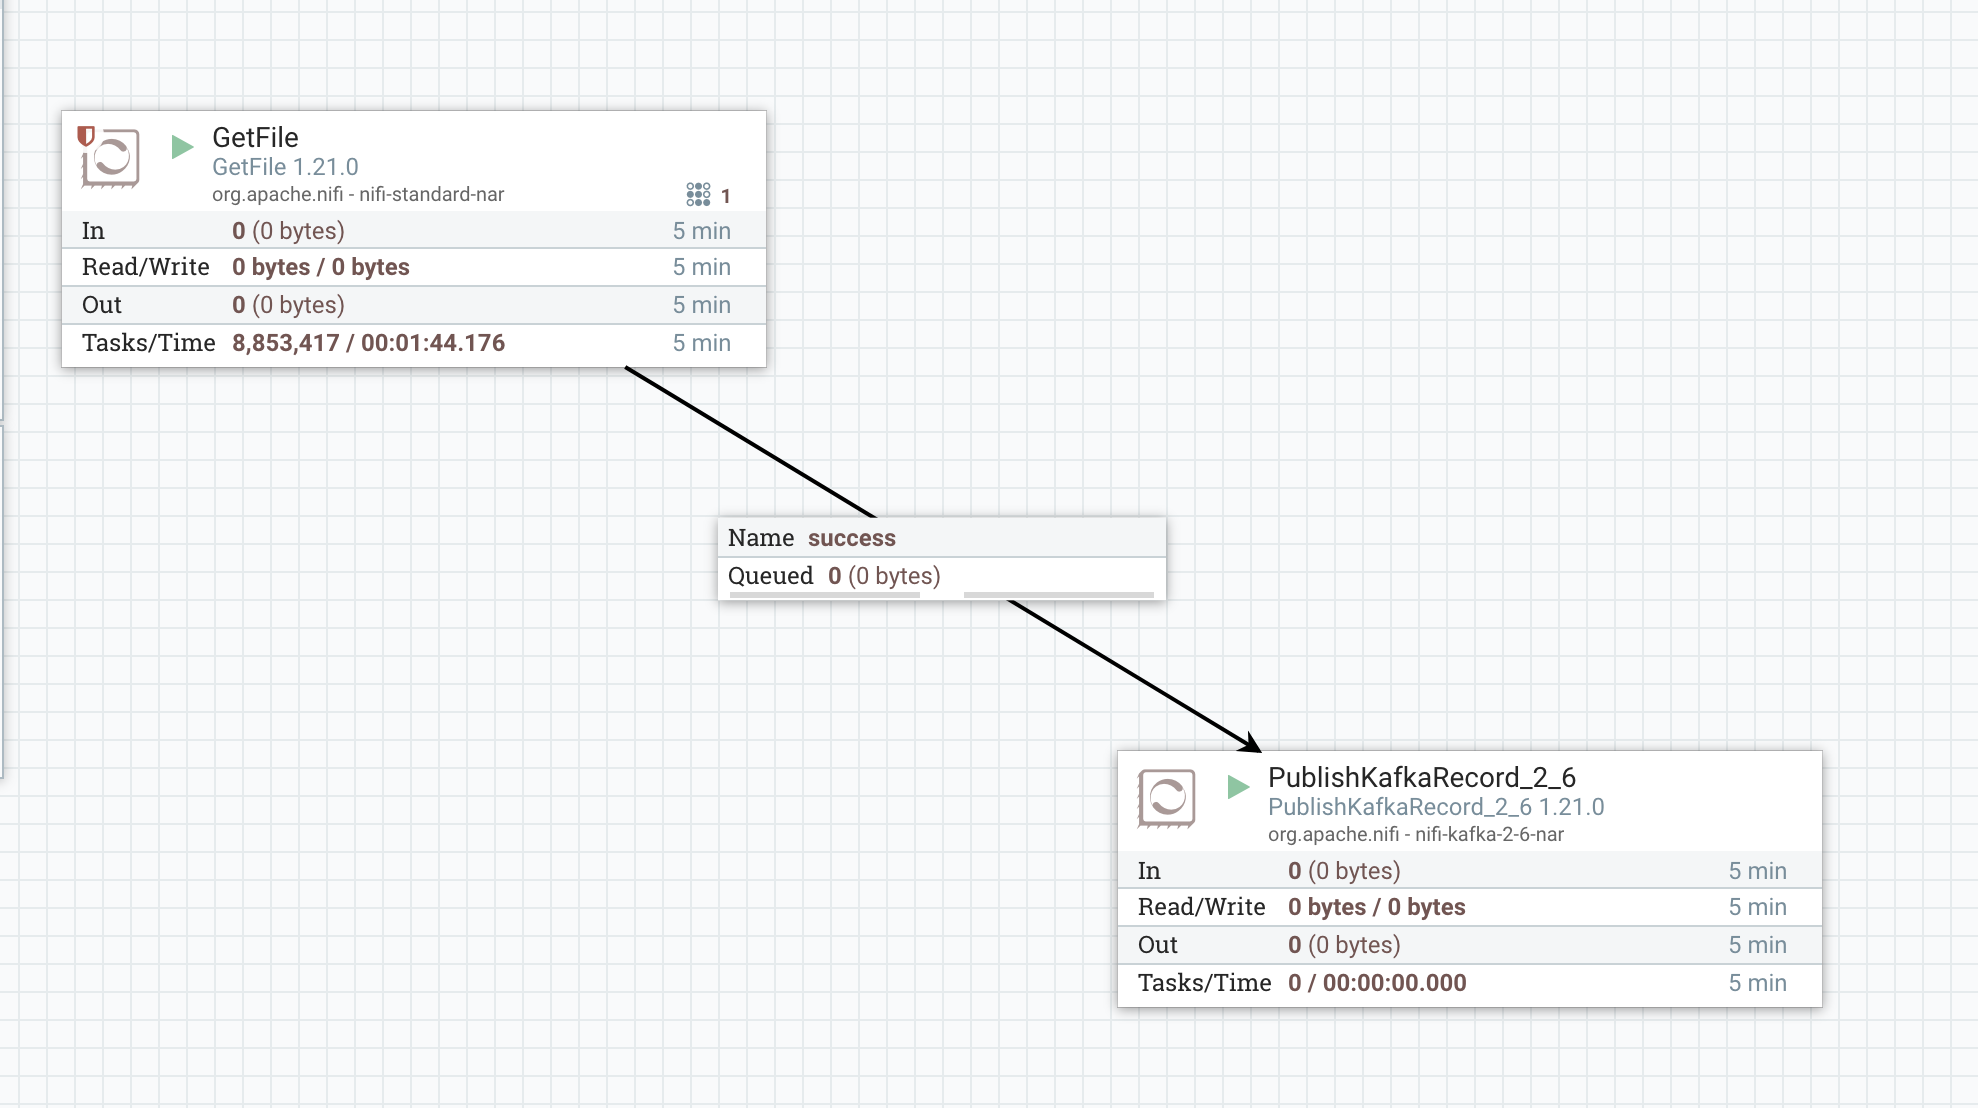 GetFile
GetFile 1.21.0
org.apache.nifi - nifi-standard-nar
1
In 0 (0 bytes) 5 min
Read/Write 0 bytes / 0 bytes 5 min
Out 0 (0 bytes) 5 min
Tasks/Time 8,853,417 / 00:01:44.176 5 min
Name success
Queued 0 (0 bytes)
PublishKafkaRecord_2_6
PublishKafkaRecord_2_6 1.21.0
org.apache.nifi - nifi-kafka-2-6-nar
In 0 (0 bytes) 5 min
Read/Write 0 bytes / 0 bytes 5 min
Out 0 (0 bytes) 5 min
Tasks/Time 0 / 00:00:00.000 5 min